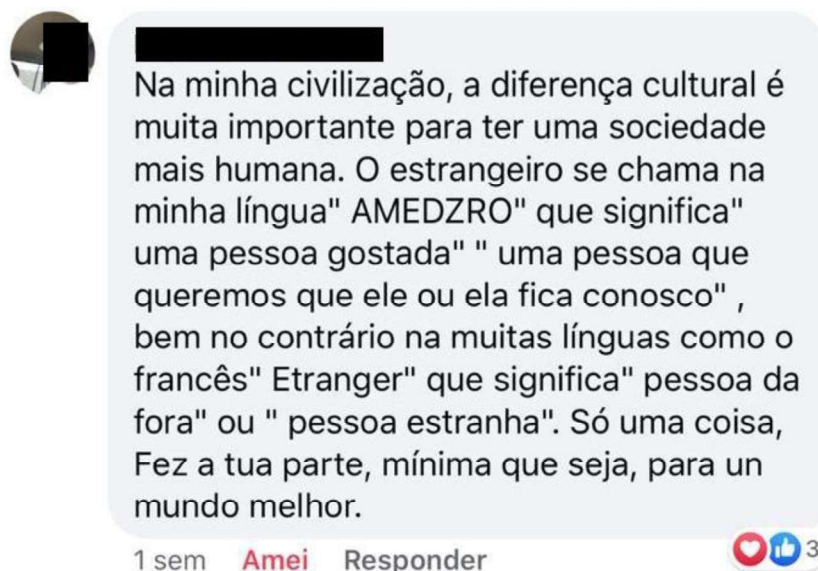 Na minha civilização, a diferença cultural é
muita importante para ter uma sociedade
mais humana. O estrangeiro se chama na
minha língua" AMEDZRO" que significa"
uma pessoa gostada" " uma pessoa que
queremos que ele ou ela fica conosco" ,
bem no contrário na muitas línguas como o
francês" Etranger" que significa" pessoa da
fora" ou " pessoa estranha". Só uma coisa,
Fez a tua parte, mínima que seja, para un
mundo melhor.
1 sem Amei Responder 3